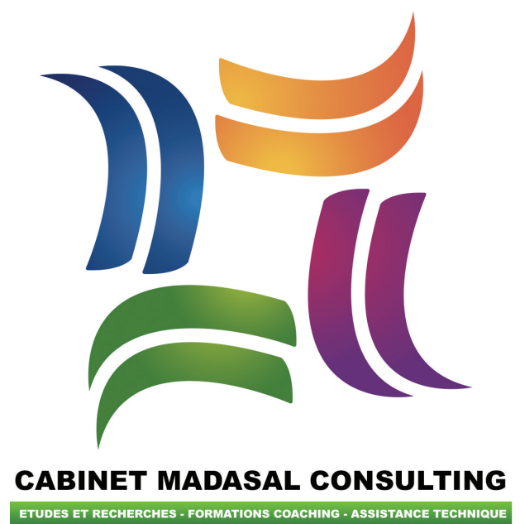 CABINET MADASAL CONSULTING
ETUDES ET RECHERCHES - FORMATIONS COACHING - ASSISTANCE TECHNIQUE